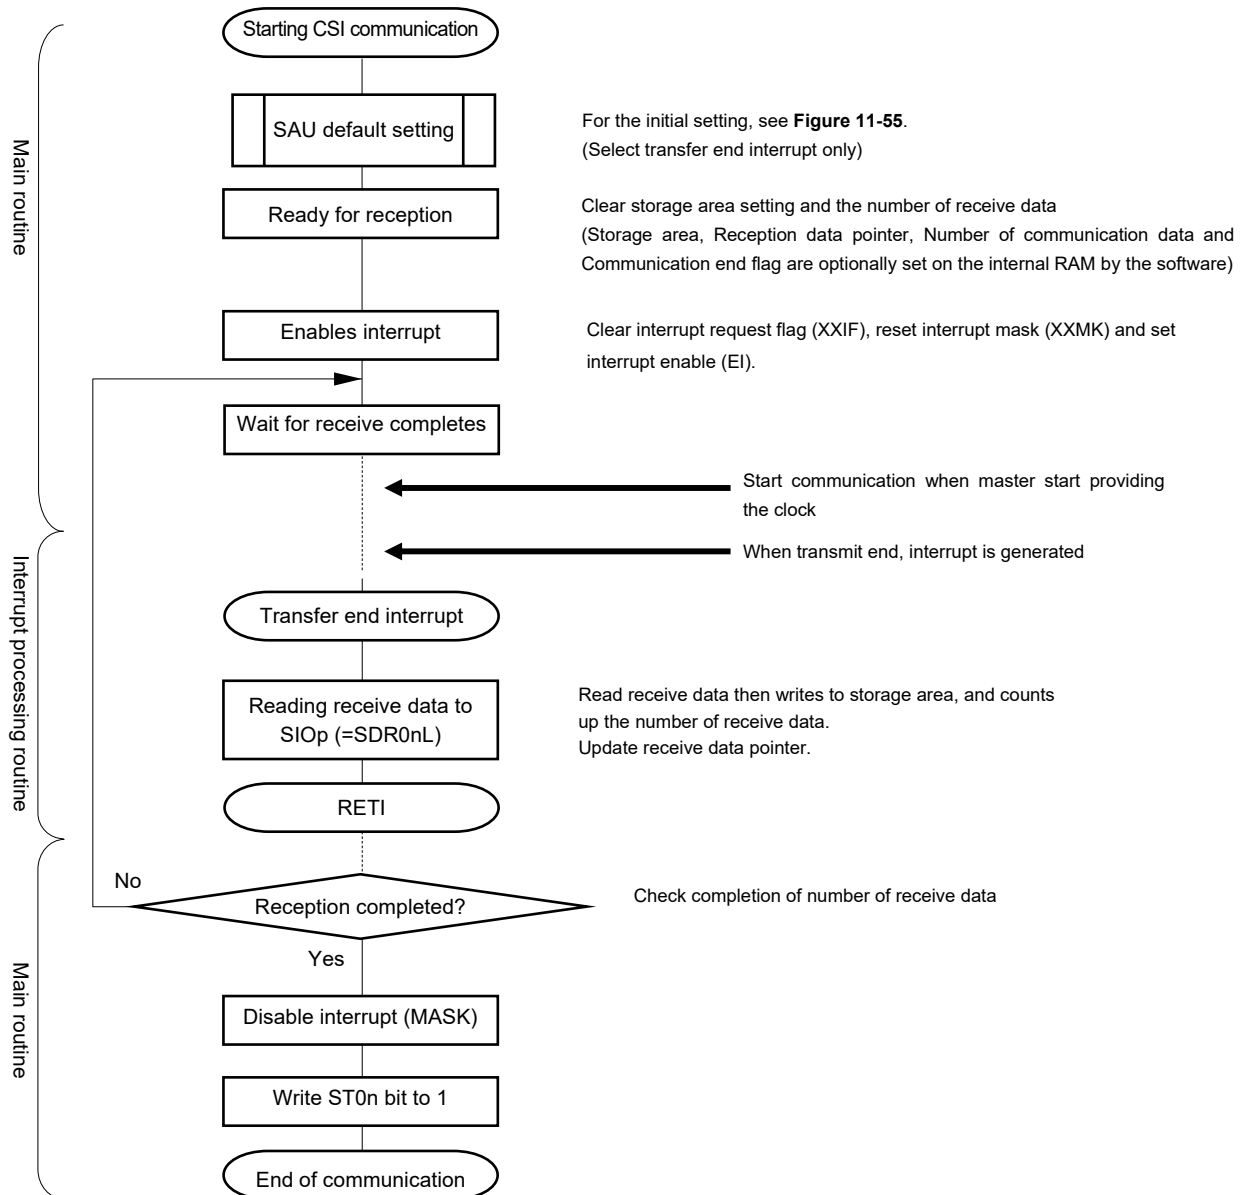 Starting CSI communication
Main routine
SAU default setting
For the initial setting, see Figure 11-55.
(Select transfer end interrupt only)
Ready for reception
Clear storage area setting and the number of receive data
(Storage area, Reception data pointer, Number of communication data and
Communication end flag are optionally set on the internal RAM by the software)
Enables interrupt
Clear interrupt request flag (XXIF), reset interrupt mask (XXMK) and set
interrupt enable (EI).
Wait for receive completes
Start communication when master start providing
the clock
When transmit end, interrupt is generated
Interrupt processing routine
Transfer end interrupt
Reading receive data to
SIOp (=SDR0nL)
Read receive data then writes to storage area, and counts
up the number of receive data.
Update receive data pointer.
RETI
No
Reception completed?
Check completion of number of receive data
Yes
Main routine
Disable interrupt (MASK)
Write ST0n bit to 1
End of communication